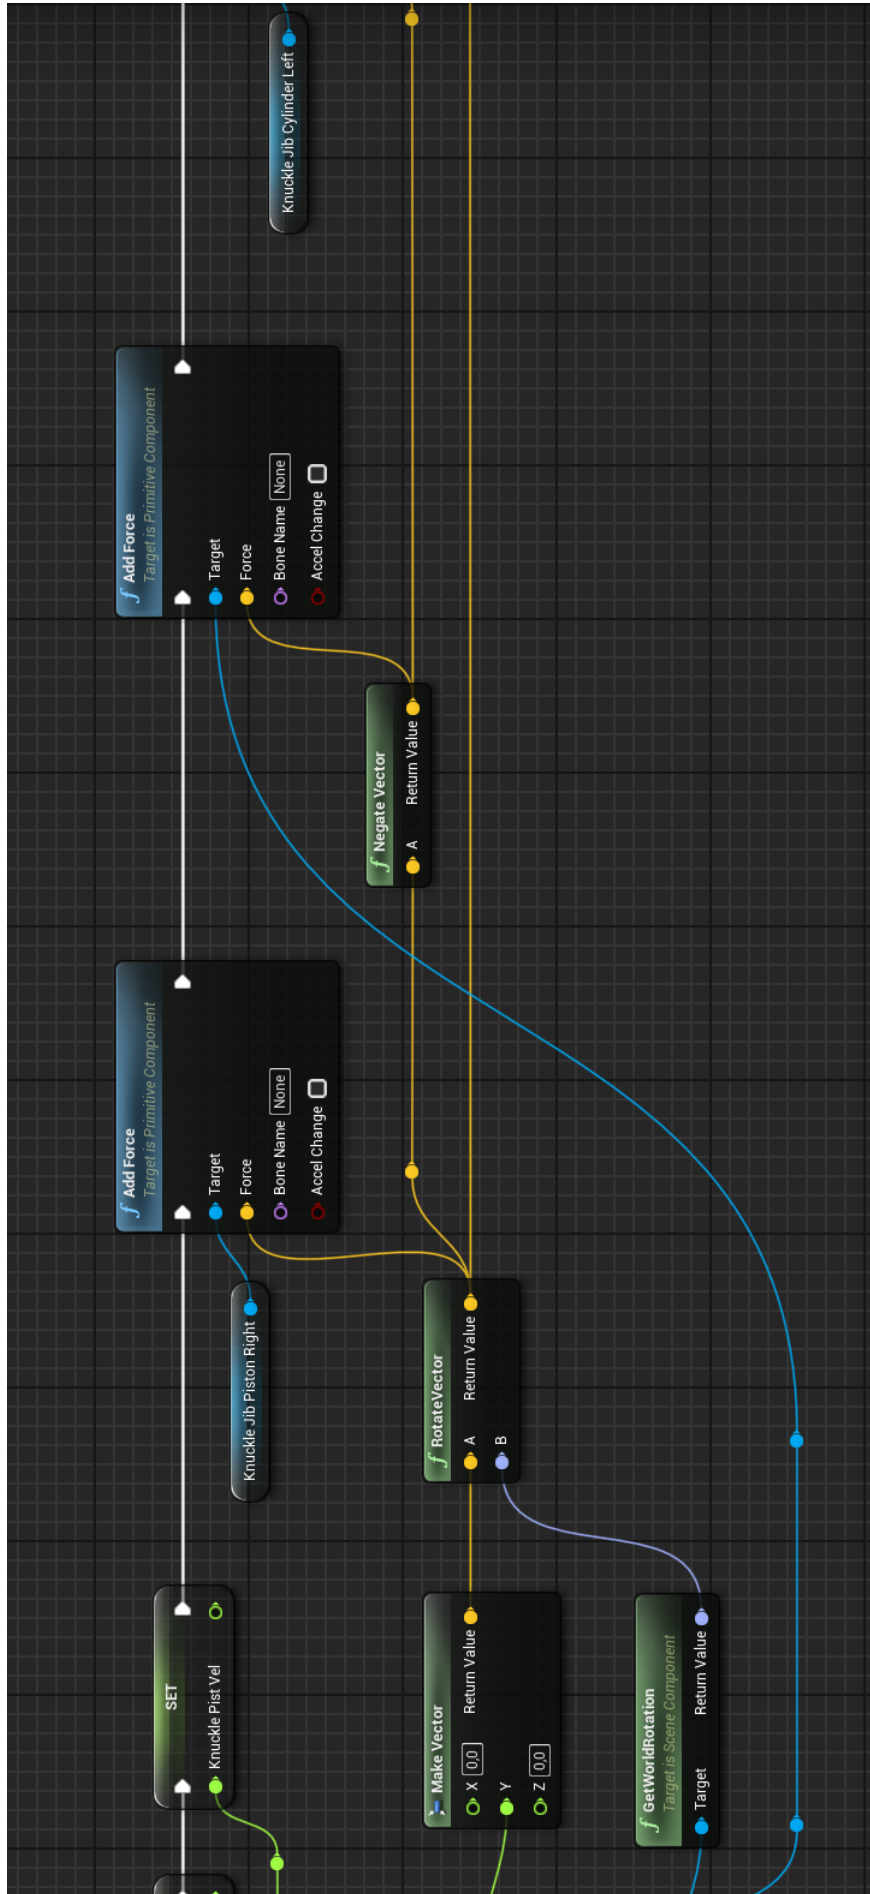 SET
Knuckle Pist Vel
Knuckle Jib Piston Right
f Add Force
Target is Primitive Component
Target
Force
Bone Name None
Accel Change
f Add Force
Target is Primitive Component
Target
Force
Bone Name None
Accel Change
Knuckle Jib Cylinder Left
Make Vector
X 0,0 Return Value
Y
Z 0,0
f RotateVector
A Return Value
B
f Negate Vector
A Return Value
f GetWorldRotation
Target is Scene Component
Target Return Value